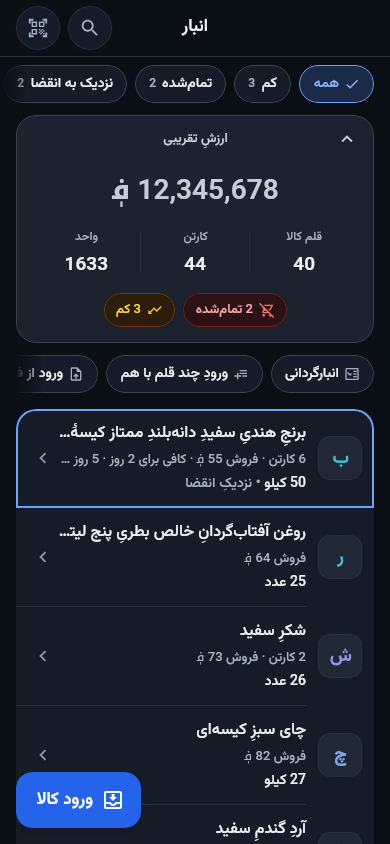 انبار
همه
کم 3
تمام‌شده 2
نزدیک به انقضا 2
ارزشِ تقریبی
12,345,678 ؋
قلم کالا
کارتن
واحد
40
44
1633
2 تمام‌شده
3 کم
انبارگردانی
ورودِ چند قلم با هم
ورود از ف
ب
برنجِ هندیِ سفیدِ دانه‌بلندِ ممتاز کیسهٔ...
6 کارتن · فروش 55 ؋ · کافی برای 2 روز · 5 روز ...
50 کیلو • نزدیکِ انقضا
ر
روغنِ آفتاب‌گردانِ خالص بطریِ پنج لیت...
فروش 64 ؋
25 عدد
ش
شکرِ سفید
2 کارتن · فروش 73 ؋
26 عدد
چ
چای سبزِ کیسه‌ای
فروش 82 ؋
27 کیلو
آردِ گندمِ سفید
ورود کالا